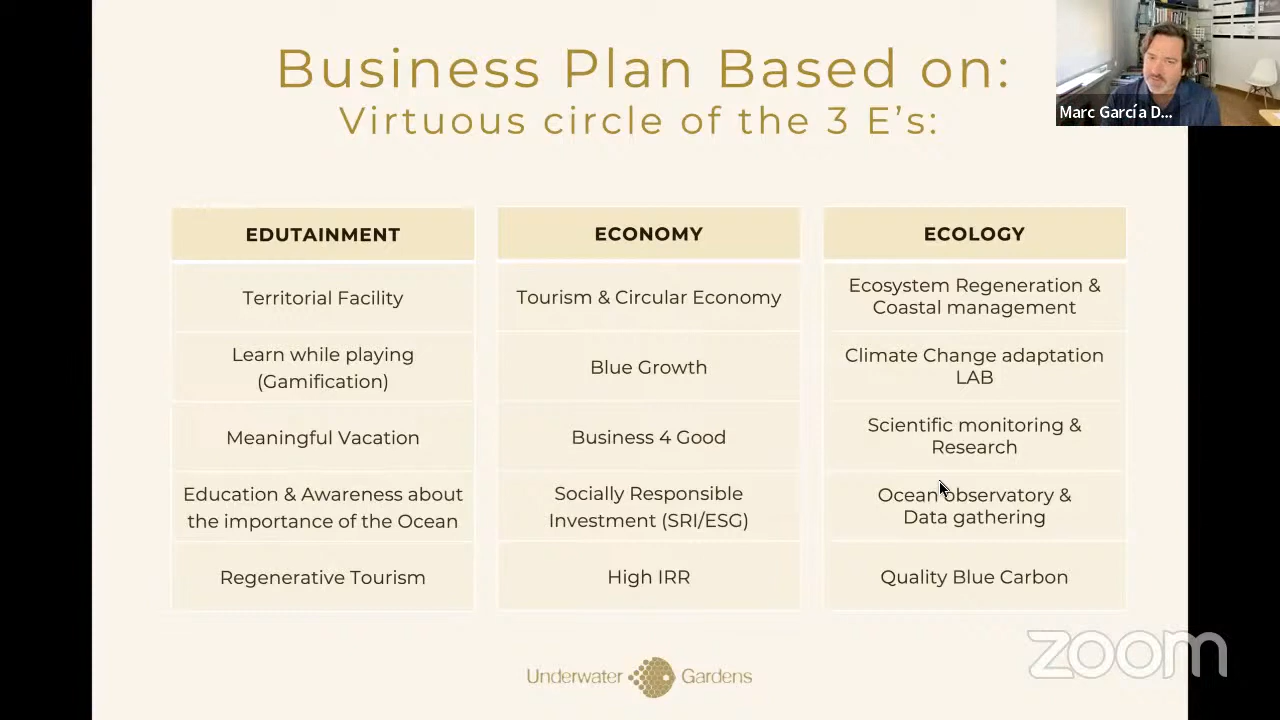 Business Plan Based on:
Virtuous circle of the 3 E’s:
Marc García D...
EDUTAINMENT
Territorial Facility
Learn while playing
(Gamification)
Meaningful Vacation
Education & Awareness about
the importance of the Ocean
Regenerative Tourism
ECONOMY
Tourism & Circular Economy
Blue Growth
Business 4 Good
Socially Responsible
Investment (SRI/ESG)
High IRR
ECOLOGY
Ecosystem Regeneration &
Coastal management
Climate Change adaptation
LAB
Scientific monitoring &
Research
Ocean observatory &
Data gathering
Quality Blue Carbon
Underwater Gardens
zoom